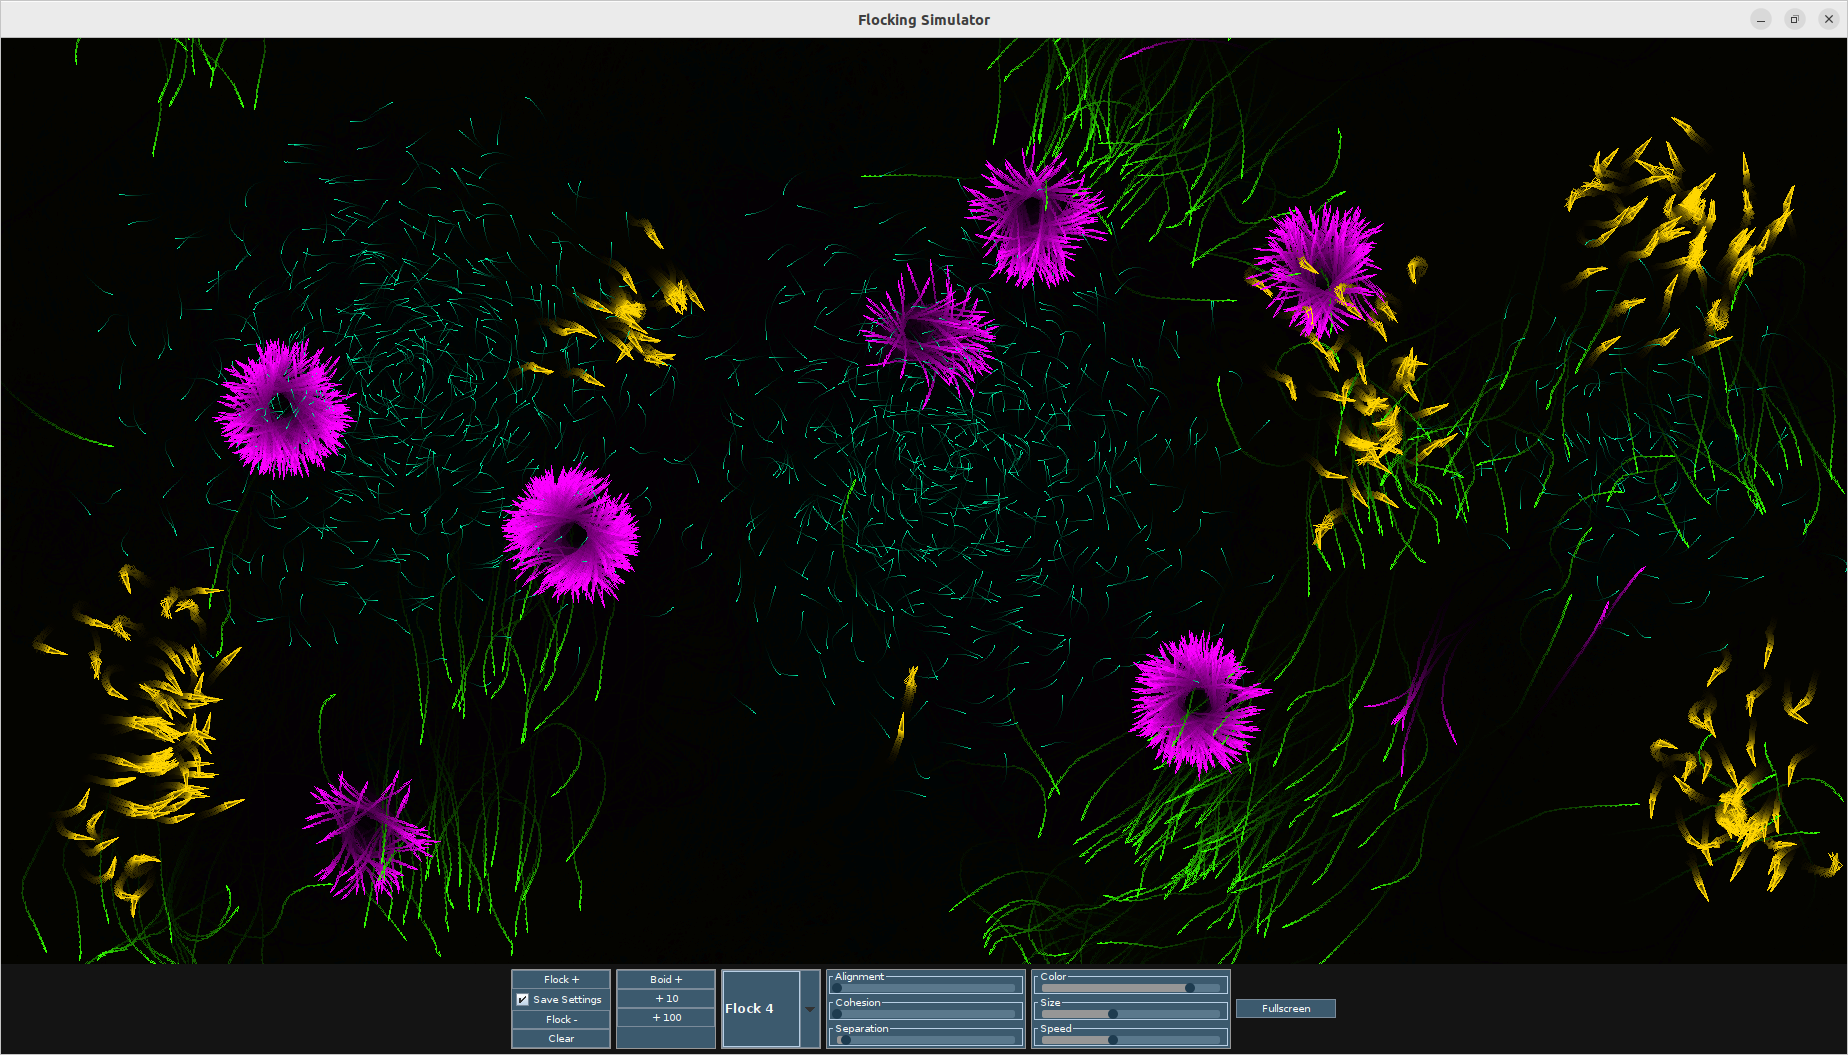 Flocking Simulator
Flock +
Save Settings
Flock -
Clear
Boid +
+ 10
+ 100
Flock 4
Alignment
Cohesion
Separation
Color
Size
Speed
Fullscreen